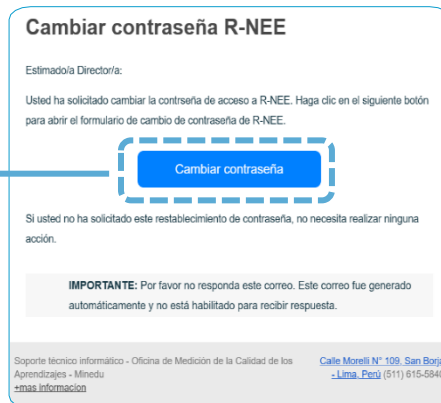 Cambiar contraseña R-NEE
Estimado/a Director/a:
Usted ha solicitado cambiar la contrseña de acceso a R-NEE. Haga clic en el siguiente botón
para abrir el formulario de cambio de contraseña de R-NEE.
Cambiar contraseña
Si usted no ha solicitado este restablecimiento de contraseña, no necesita realizar ninguna
acción.
IMPORTANTE: Por favor no responda este correo. Este correo fue generado
automáticamente y no está habilitado para recibir respuesta.
Soporte técnico informático - Oficina de Medición de la Calidad de los
Aprendizajes - Minedu
+mas informacion
Calle Morelli N° 109, San Borja
- Lima, Perú (511) 615-5840